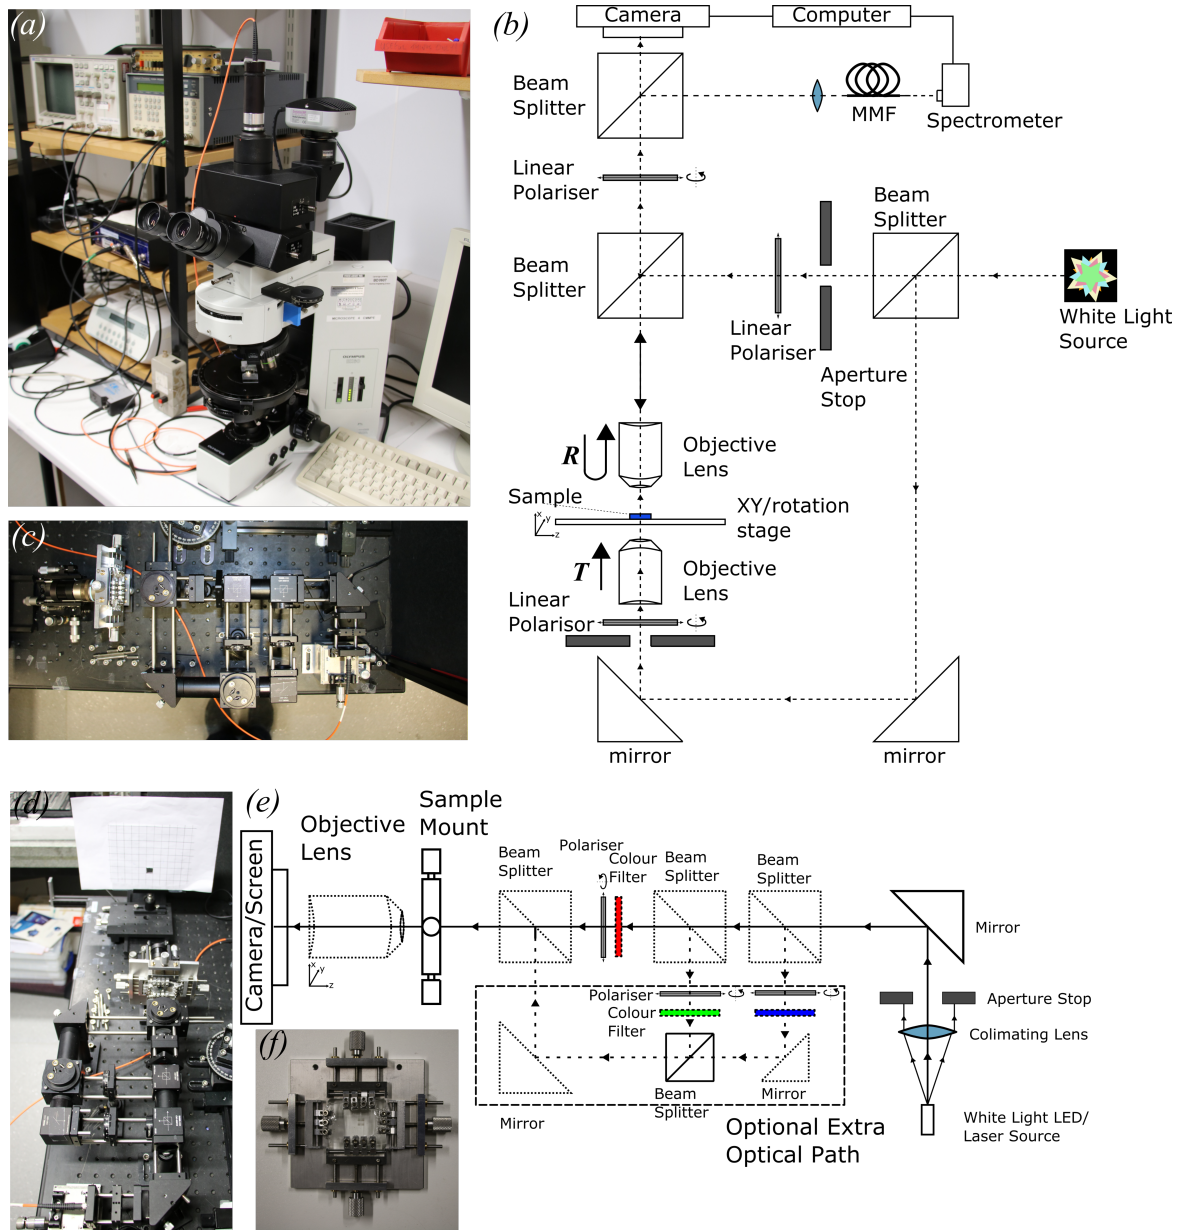 (a)
(b)
Camera
Computer
Beam
Splitter
MMF
Spectrometer
Linear
Polariser
Beam
Splitter
Beam
Splitter
Linear
Polariser
Aperture
Stop
White Light
Source
R
Objective
Lens
Sample
x
y
z
XY/rotation
stage
T
Objective
Lens
Linear
Polarisor
mirror
mirror
(c)
(d)
(e)
Camera/Screen
Objective
Lens
x
y
z
Sample
Mount
Beam
Splitter
Polariser
Colour
Filter
Beam
Splitter
Beam
Splitter
Mirror
Polariser
Colour
Filter
Aperture Stop
Colimating Lens
Mirror
Beam
Splitter
Mirror
White Light LED/
Laser Source
Optional Extra
Optical Path
(f)